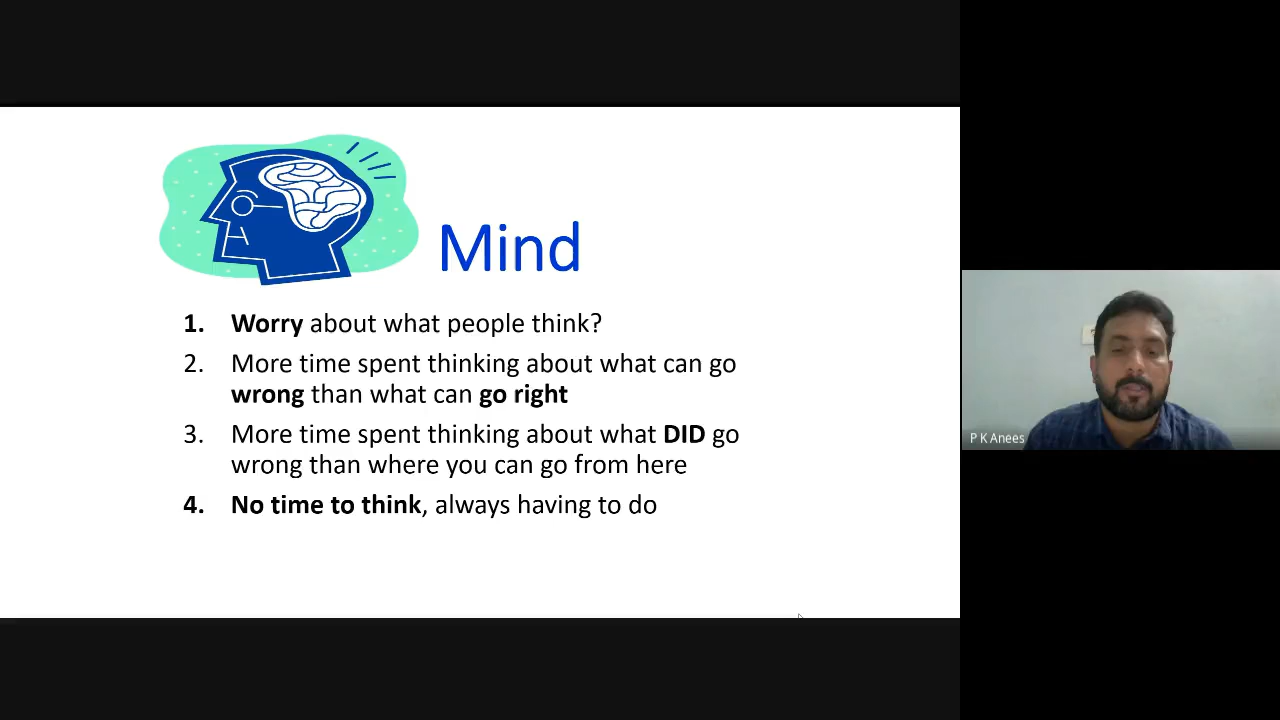 Mind
1. Worry about what people think?
2. More time spent thinking about what can go
wrong than what can go right
3. More time spent thinking about what DID go
wrong than where you can go from here
4. No time to think, always having to do
P K Anees